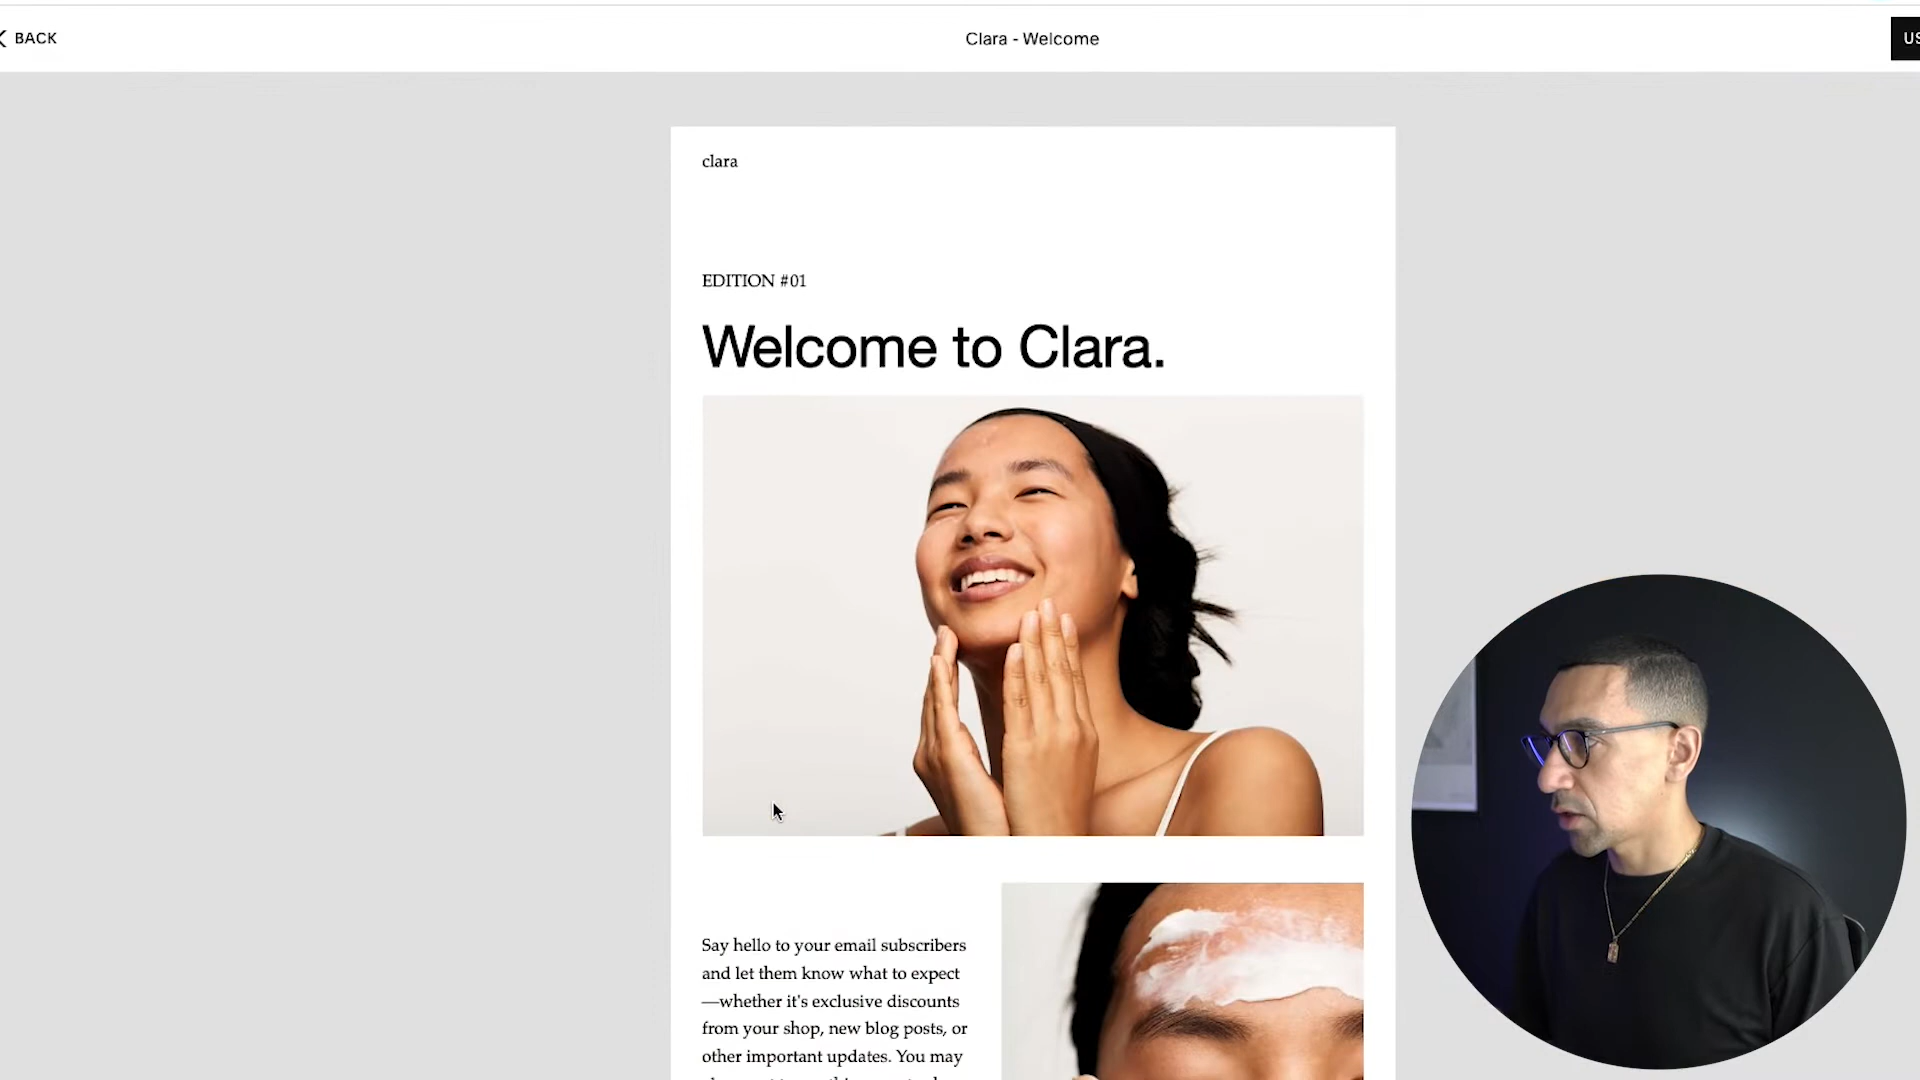 BACK
Clara - Welcome
clara
EDITION #01
Welcome to Clara.
Say hello to your email subscribers
and let them know what to expect
—whether it's exclusive discounts
from your shop, new blog posts, or
other important updates. You may